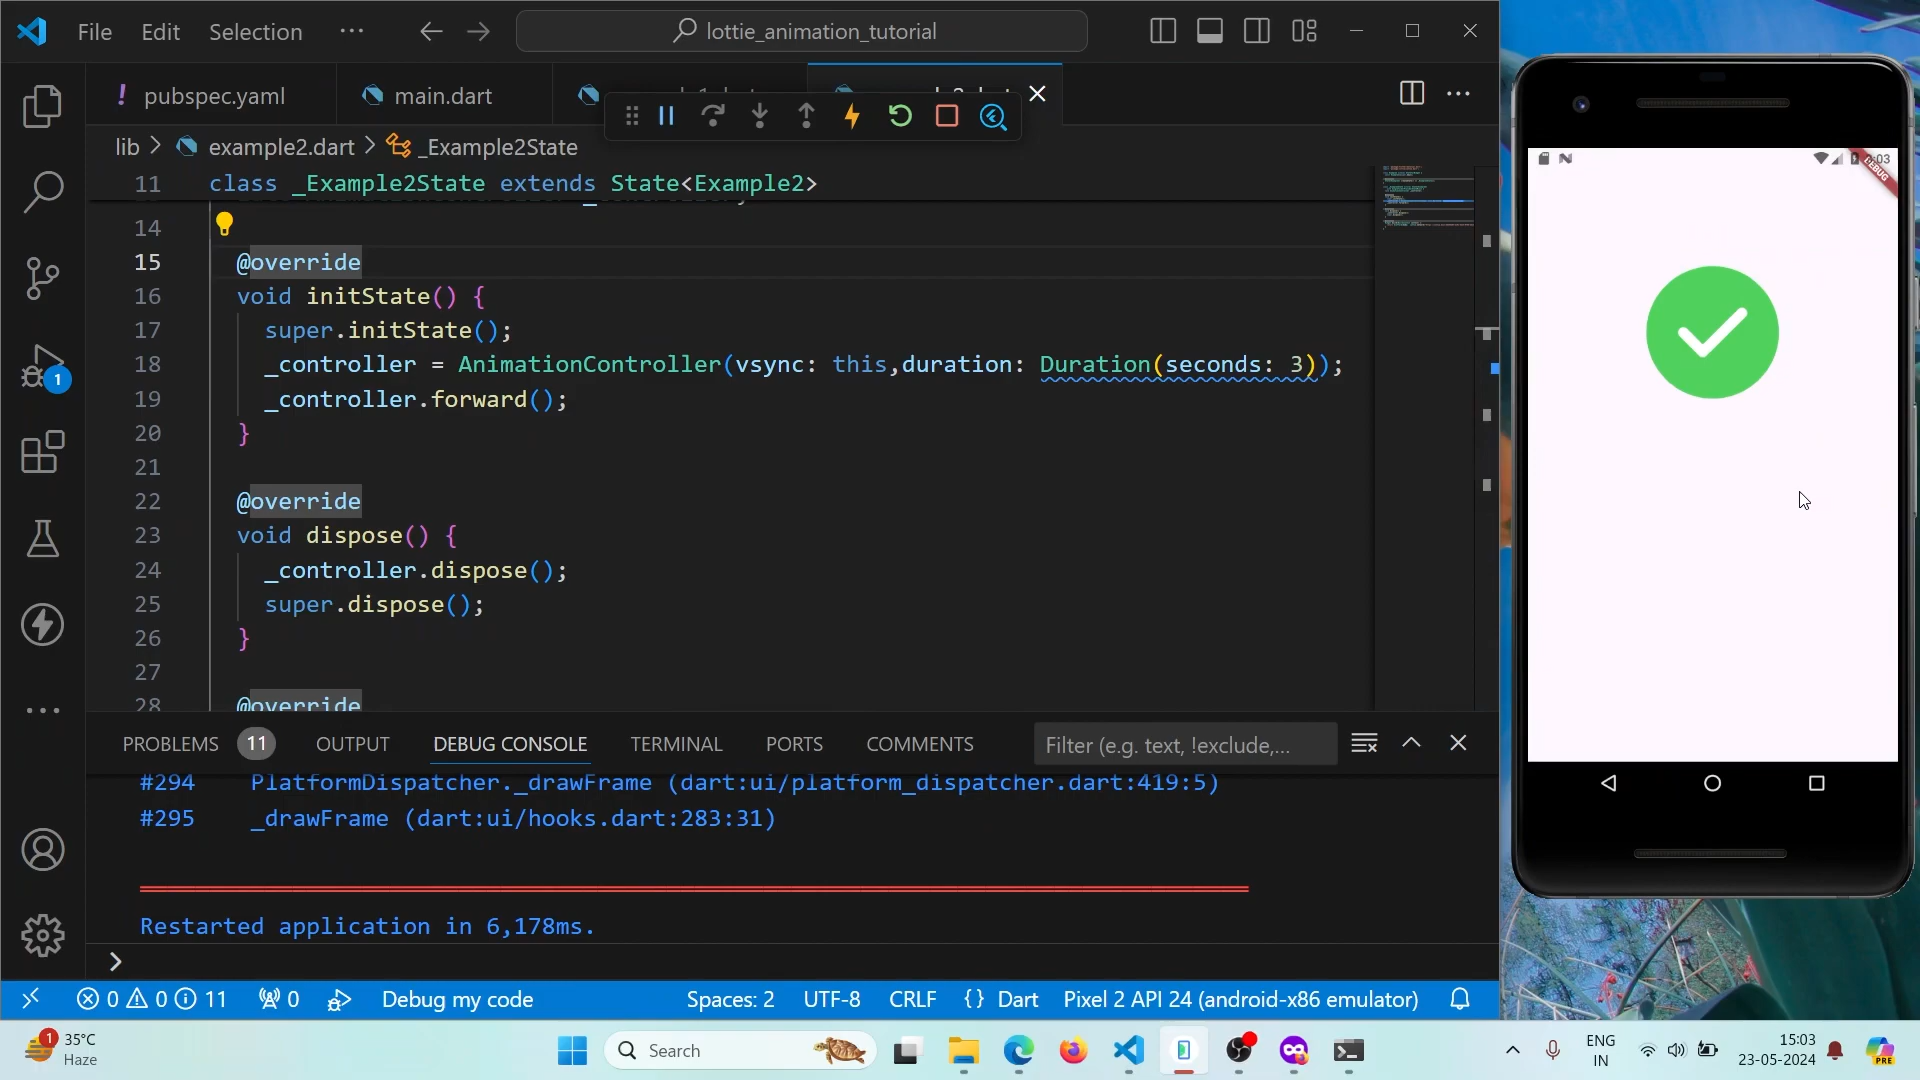 File Edit Selection ···
lottie_animation_tutorial
! pubspec.yaml
main.dart
lib > example2.dart > _Example2State
11 class _Example2State extends State<Example2>
14
15 @override
16 void initState() {
17 super.initState();
18 _controller = AnimationController(vsync: this,duration: Duration(seconds: 3));
19 _controller.forward();
20 }
21
22 @override
23 void dispose() {
24 _controller.dispose();
25 super.dispose();
26 }
27
28 @override
1
PROBLEMS 11 OUTPUT DEBUG CONSOLE TERMINAL PORTS COMMENTS
Filter (e.g. text, !exclude,...
#294 PlatformDispatcher._drawFrame (dart:ui/platform_dispatcher.dart:419:5)
#295 _drawFrame (dart:ui/hooks.dart:283:31)
Restarted application in 6,178ms.
>
0 0 11 0 Debug my code Spaces: 2 UTF-8 CRLF {} Dart Pixel 2 API 24 (android-x86 emulator)
DEBUG
1
35°C
Haze
Search
PRE
ENG
IN
15:03
23-05-2024